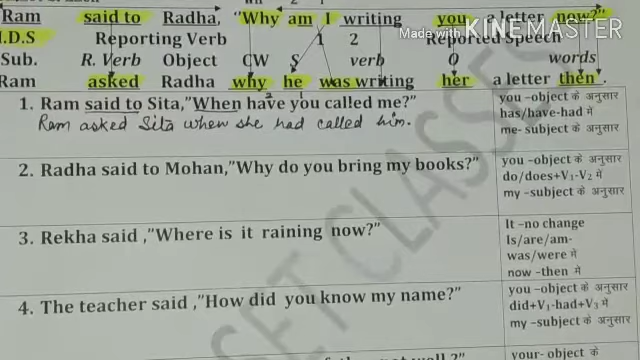 Ram said to Radha, "Why am I writing you a letter now?"
I.D.S Reporting Verb 1 2 Reported Speech
Sub. R. Verb Object CW S verb O words
Ram asked Radha why he was writing her a letter then.
1. Ram said to Sita,"When have you called me?"
Ram asked Sita when she had called him.
you -object के अनुसार
has/have-had में
me- subject के अनुसार
2. Radha said to Mohan,"Why do you bring my books?"
you -object के अनुसार
do/does+V₁-V₂ में
my -subject के अनुसार
3. Rekha said ,"Where is it raining now?"
It -no change
Is/are/am-
was/were में
now -then में
4. The teacher said ,"How did you know my name?"
you -object के अनुसार
did+V₁-had+V₃ में
my -subject के अनुसार
your- object के
Made with KINEMASTER
SET CLASSES